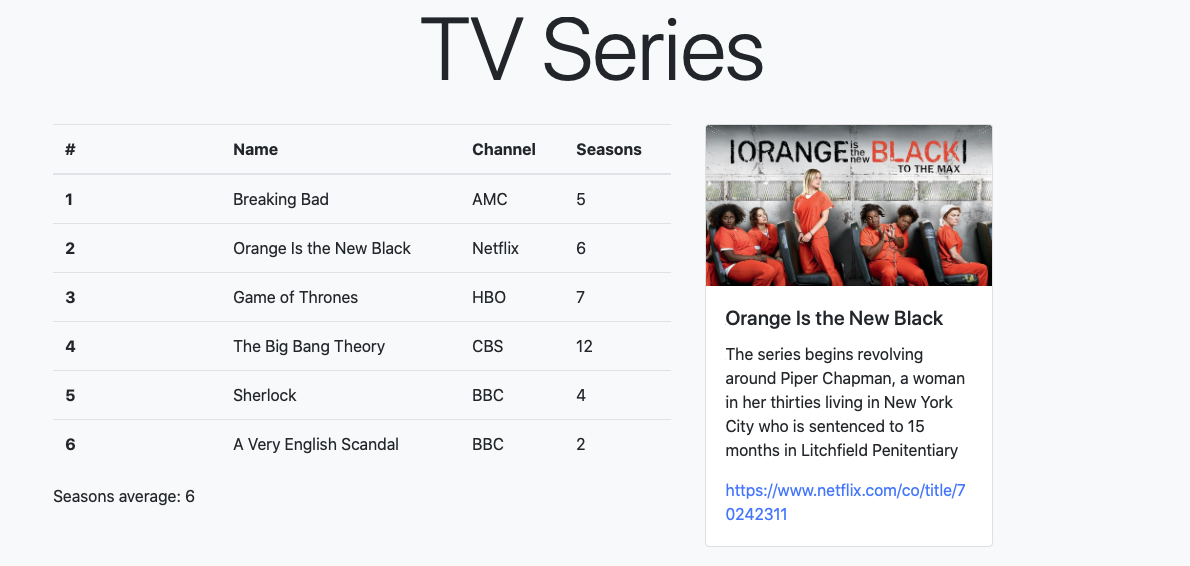 TV Series
# Name Channel Seasons
1 Breaking Bad AMC 5
2 Orange Is the New Black Netflix 6
3 Game of Thrones HBO 7
4 The Big Bang Theory CBS 12
5 Sherlock BBC 4
6 A Very English Scandal BBC 2
Seasons average: 6
ORANGE is the new BLACK
TO THE MAX
Orange Is the New Black
The series begins revolving
around Piper Chapman, a woman
in her thirties living in New York
City who is sentenced to 15
months in Litchfield Penitentiary
https://www.netflix.com/co/title/7
0242311